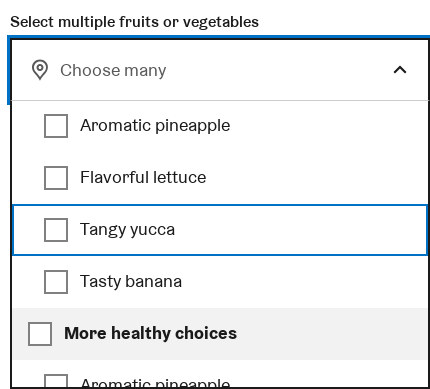 Select multiple fruits or vegetables
Choose many
Aromatic pineapple
Flavorful lettuce
Tangy yucca
Tasty banana
More healthy choices
Aromatic pineapple